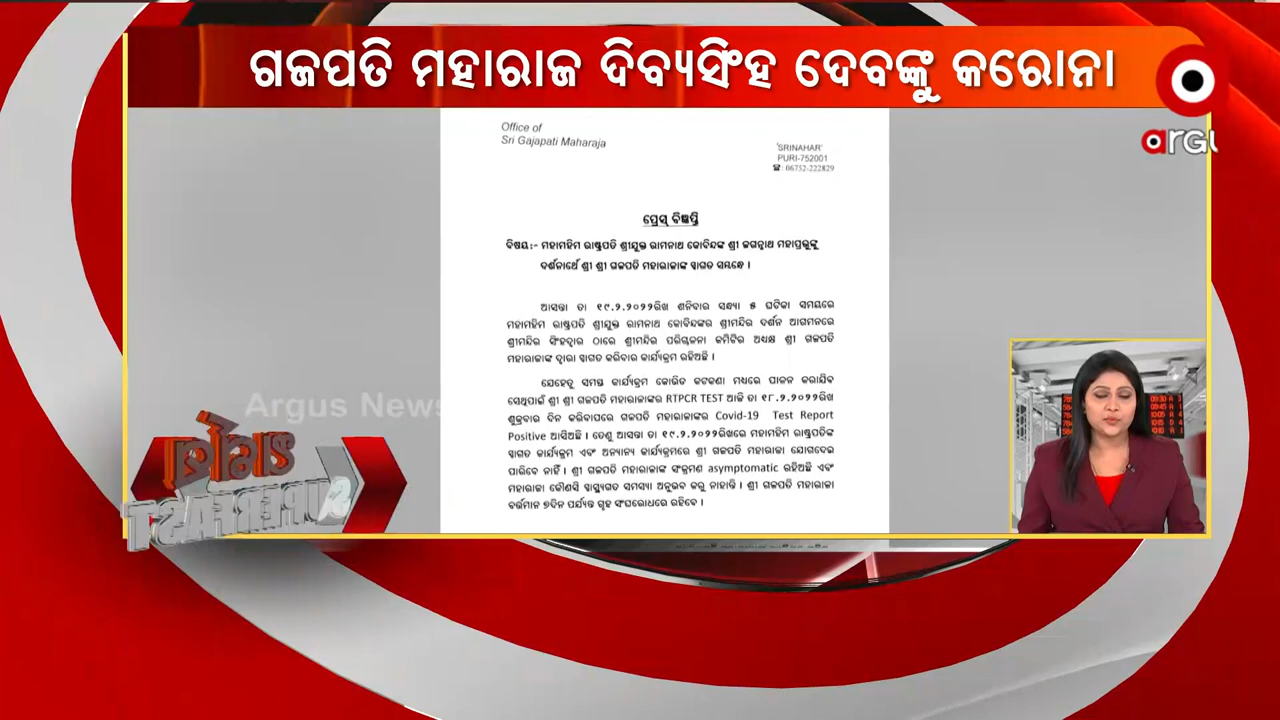 ଗଜପତି ମହାରାଜ ଦିବ୍ୟସିଂହ ଦେବଙ୍କୁ କରୋନା
Office of
Sri Gajapati Maharaja
'SRINAHAR'
PURI-752001
☎: 06752-222829
ପ୍ରେସ୍ ବିଜ୍ଞପ୍ତି
ବିଷୟ:- ମହାମହିମ ରାଷ୍ଟ୍ରପତି ଶ୍ରୀଯୁକ୍ତ ରାମନାଥ କୋବିନ୍ଦଙ୍କ ଶ୍ରୀ ଜଗନ୍ନାଥ ମହାପ୍ରଭୁଙ୍କୁ
ଦର୍ଶନାର୍ଥେ ଶ୍ରୀ ଶ୍ରୀ ଗଜପତି ମହାରାଜାଙ୍କ ସ୍ୱାଗତ ସମ୍ବନ୍ଧେ ।
ଆସନ୍ତା ତା ୧୯.୨.୨୦୨୨ରିଖ ଶନିବାର ସନ୍ଧ୍ୟା ୫ ଘଟିକା ସମୟରେ
ମହାମହିମ ରାଷ୍ଟ୍ରପତି ଶ୍ରୀଯୁକ୍ତ ରାମନାଥ କୋବିନ୍ଦଙ୍କର ଶ୍ରୀମନ୍ଦିର ଦର୍ଶନ ଆଗମନରେ
ଶ୍ରୀମନ୍ଦିର ସିଂହଦ୍ୱାର ଠାରେ ଶ୍ରୀମନ୍ଦିର ପରିଚାଳନା କମିଟିର ଅଧ୍ୟକ୍ଷ ଶ୍ରୀ ଗଜପତି
ମହାରାଜାଙ୍କ ଦ୍ୱାରା ସ୍ୱାଗତ କରିବାର କାର୍ଯ୍ୟକ୍ରମ ରହିଅଛି ।
ଯେହେତୁ ସମସ୍ତ କାର୍ଯ୍ୟକ୍ରମ କୋଭିଡ କଟକଣା ମଧ୍ୟରେ ପାଳନ କରାଯିବ
ସେଥିପାଇଁ ଶ୍ରୀ ଶ୍ରୀ ଗଜପତି ମହାରାଜାଙ୍କର RTPCR TEST ଆଜି ତା ୧୮.୨.୨୦୨୨ରିଖ
ଶୁକ୍ରବାର ଦିନ କରିବାପରେ ଗଜପତି ମହାରାଜାଙ୍କର Covid-19 Test Report
Positive ଆସିଅଛି । ତେଣୁ ଆସନ୍ତା ତା ୧୯.୨.୨୦୨୨ରିଖରେ ମହାମହିମ ରାଷ୍ଟ୍ରପତିଙ୍କ
ସ୍ୱାଗତ କାର୍ଯ୍ୟକ୍ରମ ଏବଂ ଅନ୍ୟାନ୍ୟ କାର୍ଯ୍ୟକ୍ରମରେ ଶ୍ରୀ ଗଜପତି ମହାରାଜା ଯୋଗଦେଇ
ପାରିବେ ନାହିଁ । ଶ୍ରୀ ଗଜପତି ମହାରାଜାଙ୍କ ସଂକ୍ରମଣ asymptomatic ରହିଅଛି ଏବଂ
ମହାରାଜା କୌଣସି ସ୍ୱାସ୍ଥ୍ୟଗତ ସମସ୍ୟା ଅନୁଭବ କରୁ ନାହାନ୍ତି । ଶ୍ରୀ ଗଜପତି ମହାରାଜା
ବର୍ତ୍ତମାନ ୭ଦିନ ପର୍ଯ୍ୟନ୍ତ ଗୃହ ସଂଘରୋଧରେ ରହିବେ ।
Argus News
ଓଡ଼ିଶା
SUPERFAST
argu